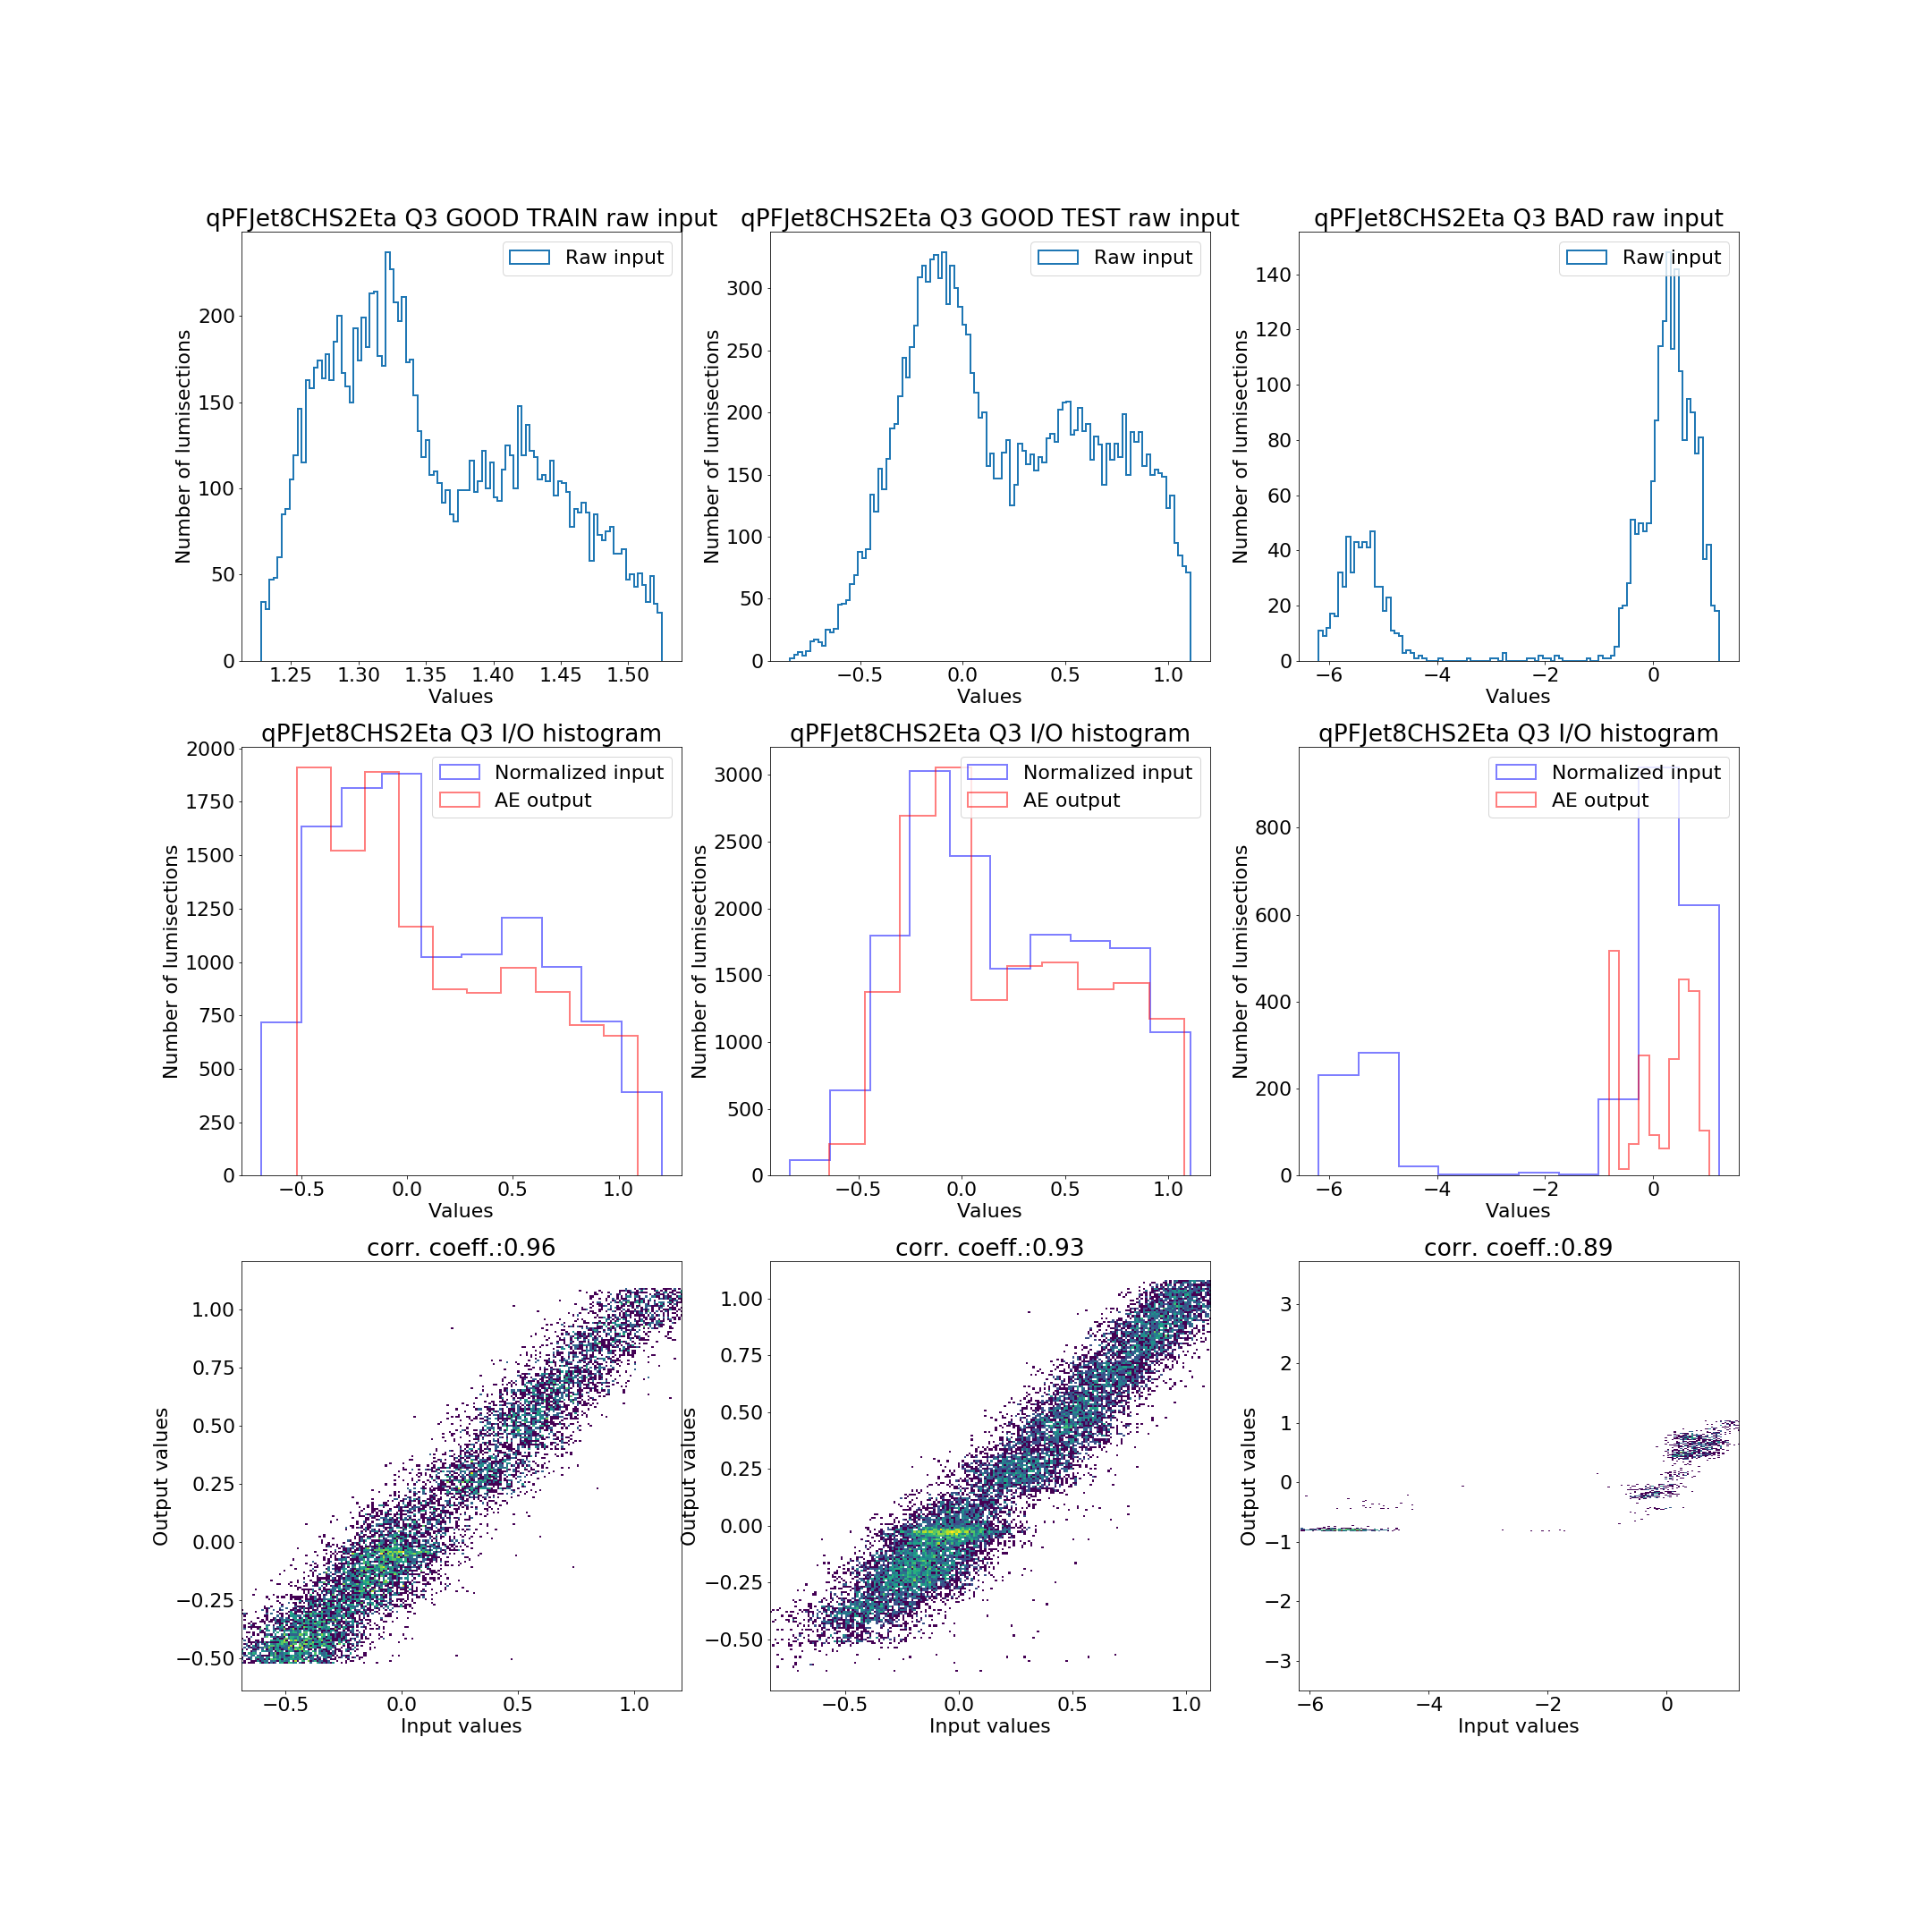 qPFJet8CHS2Eta Q3 GOOD TRAIN raw input
Raw input
Number of lumisections
0
50
100
150
200
1.25 1.30 1.35 1.40 1.45 1.50
Values
qPFJet8CHS2Eta Q3 GOOD TEST raw input
Raw input
Number of lumisections
0
50
100
150
200
250
300
−0.5 0.0 0.5 1.0
Values
qPFJet8CHS2Eta Q3 BAD raw input
Raw input
Number of lumisections
0
20
40
60
80
100
120
140
−6 −4 −2 0
Values
qPFJet8CHS2Eta Q3 I/O histogram
Normalized input
AE output
Number of lumisections
0
250
500
750
1000
1250
1500
1750
2000
−0.5 0.0 0.5 1.0
Values
qPFJet8CHS2Eta Q3 I/O histogram
Normalized input
AE output
Number of lumisections
0
500
1000
1500
2000
2500
3000
−0.5 0.0 0.5 1.0
Values
qPFJet8CHS2Eta Q3 I/O histogram
Normalized input
AE output
Number of lumisections
0
200
400
600
800
−6 −4 −2 0
Values
corr. coeff.:0.96
Output values
−0.50
−0.25
0.00
0.25
0.50
0.75
1.00
−0.5 0.0 0.5 1.0
Input values
corr. coeff.:0.93
Output values
−0.50
−0.25
0.00
0.25
0.50
0.75
1.00
−0.5 0.0 0.5 1.0
Input values
corr. coeff.:0.89
Output values
−3
−2
−1
0
1
2
3
−6 −4 −2 0
Input values